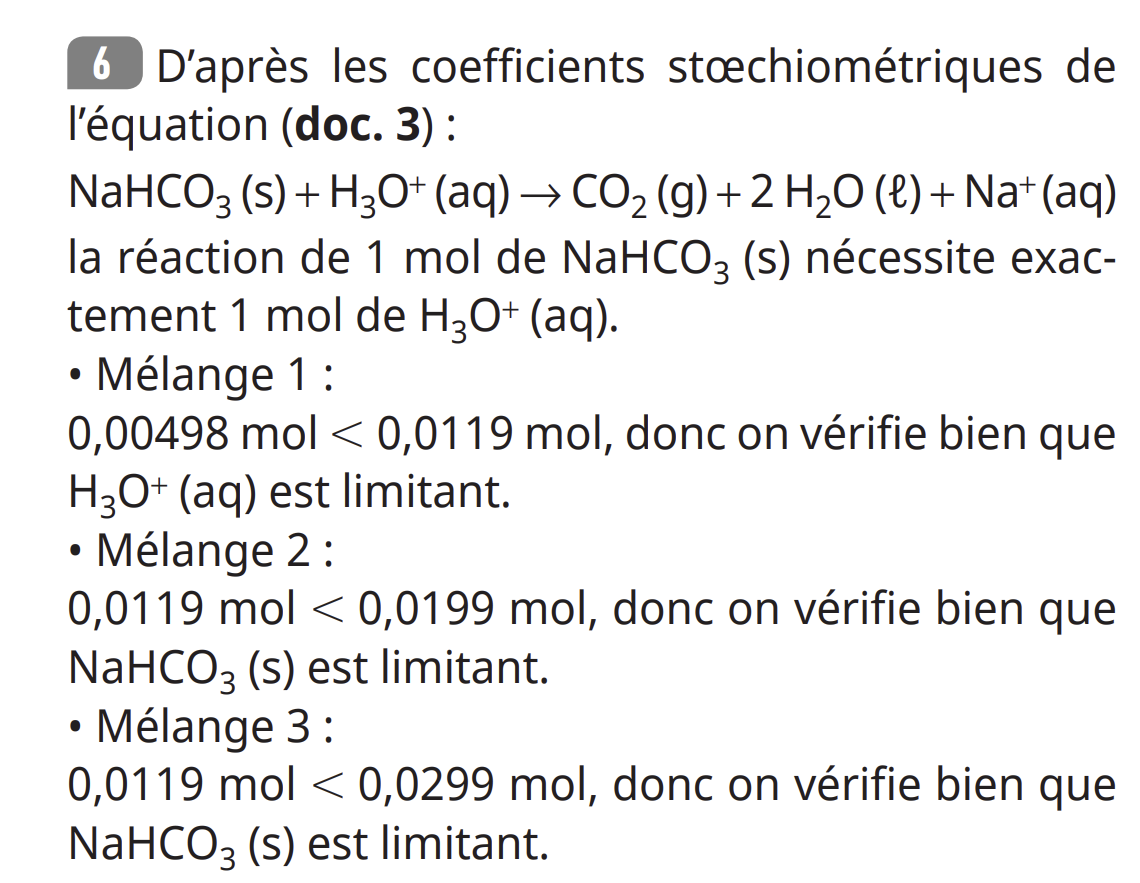 6 D’après les coefficients stœchiométriques de
l’équation (doc. 3) :
NaHCO₃ (s) + H₃O⁺ (aq) → CO₂ (g) + 2 H₂O (ℓ) + Na⁺ (aq)
la réaction de 1 mol de NaHCO₃ (s) nécessite exac-
tement 1 mol de H₃O⁺ (aq).
• Mélange 1 :
0,00498 mol < 0,0119 mol, donc on vérifie bien que
H₃O⁺ (aq) est limitant.
• Mélange 2 :
0,0119 mol < 0,0199 mol, donc on vérifie bien que
NaHCO₃ (s) est limitant.
• Mélange 3 :
0,0119 mol < 0,0299 mol, donc on vérifie bien que
NaHCO₃ (s) est limitant.